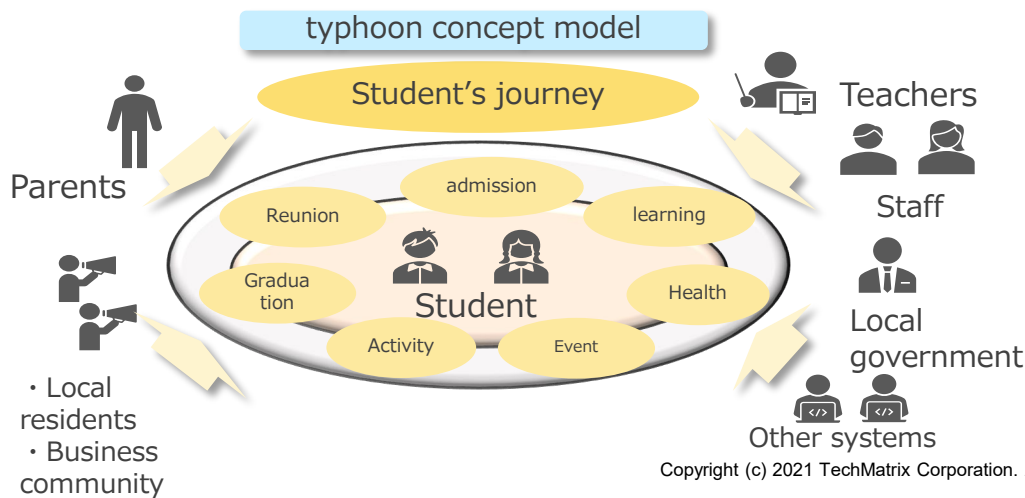 typhoon concept model
Student’s journey
Teachers
Parents
admission
Reunion
learning
Staff
Gradua
tion
Student
Health
Activity
Event
Local
government
・Local
residents
・Business
community
Other systems
Copyright (c) 2021 TechMatrix Corporation.